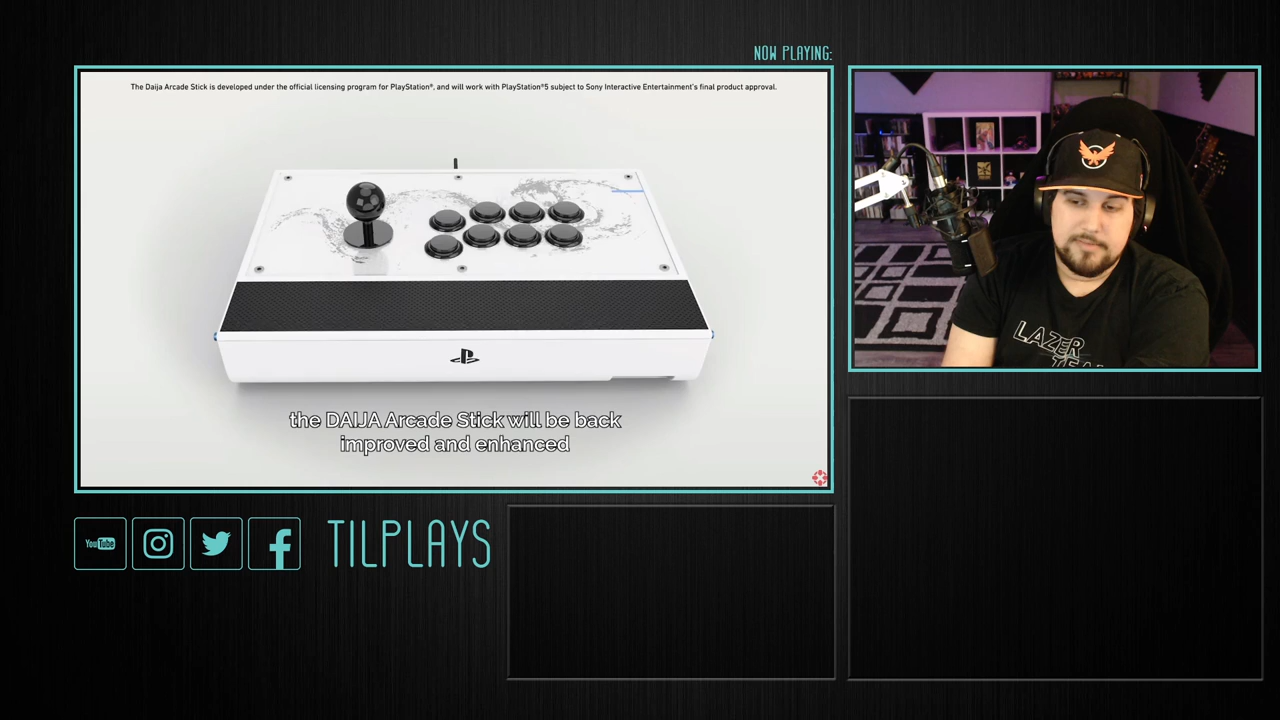 NOW PLAYING:
The Daija Arcade Stick is developed under the official licensing program for PlayStation®, and will work with PlayStation®5 subject to Sony Interactive Entertainment's final product approval.
the DAIJA Arcade Stick will be back
improved and enhanced
LAZER
YouTube
TILPLAYS